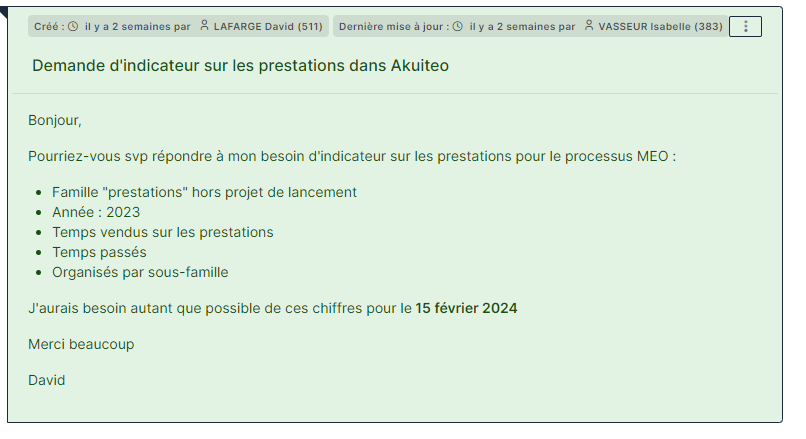 Créé : il y a 2 semaines par LAFARGE David (511) Dernière mise à jour : il y a 2 semaines par VASSEUR Isabelle (383)
Demande d'indicateur sur les prestations dans Akuiteo
Bonjour,
Pourriez-vous svp répondre à mon besoin d'indicateur sur les prestations pour le processus MEO :
• Famille "prestations" hors projet de lancement
• Année : 2023
• Temps vendus sur les prestations
• Temps passés
• Organisés par sous-famille
J'aurais besoin autant que possible de ces chiffres pour le 15 février 2024
Merci beaucoup
David